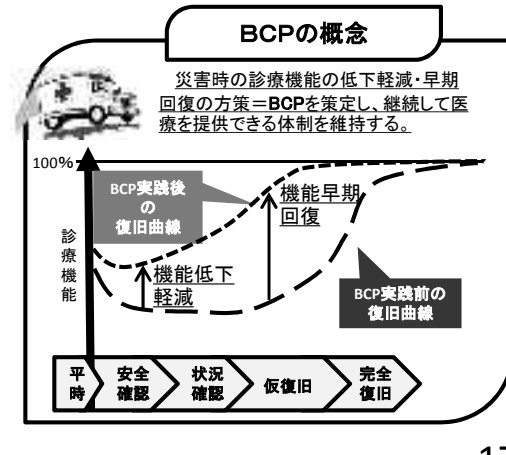 BCPの概念
災害時の診療機能の低下軽減・早期
回復の方策＝BCPを策定し、継続して医
療を提供できる体制を維持する。
100%
BCP実践後
の
復旧曲線
機能早期
回復
診療機能
機能低下
軽減
BCP実践前の
復旧曲線
平時
安全
確認
状況
確認
仮復旧
完全
復旧